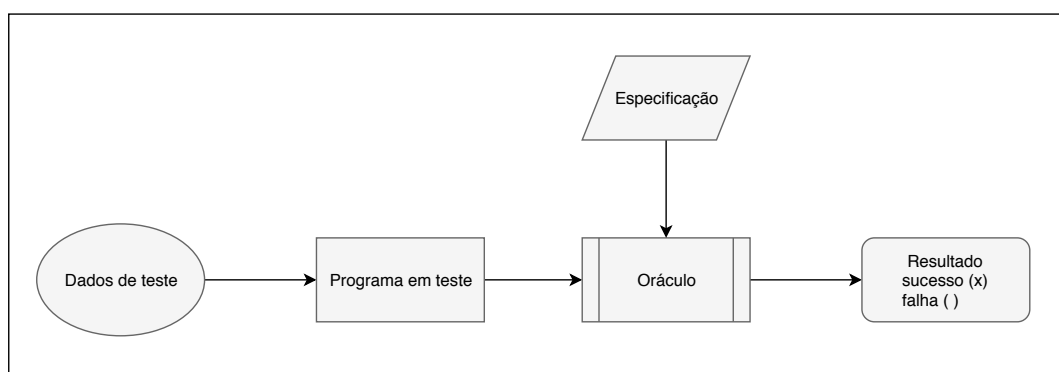 Especificação
Dados de teste
Programa em teste
Oráculo
Resultado
sucesso (x)
falha ( )